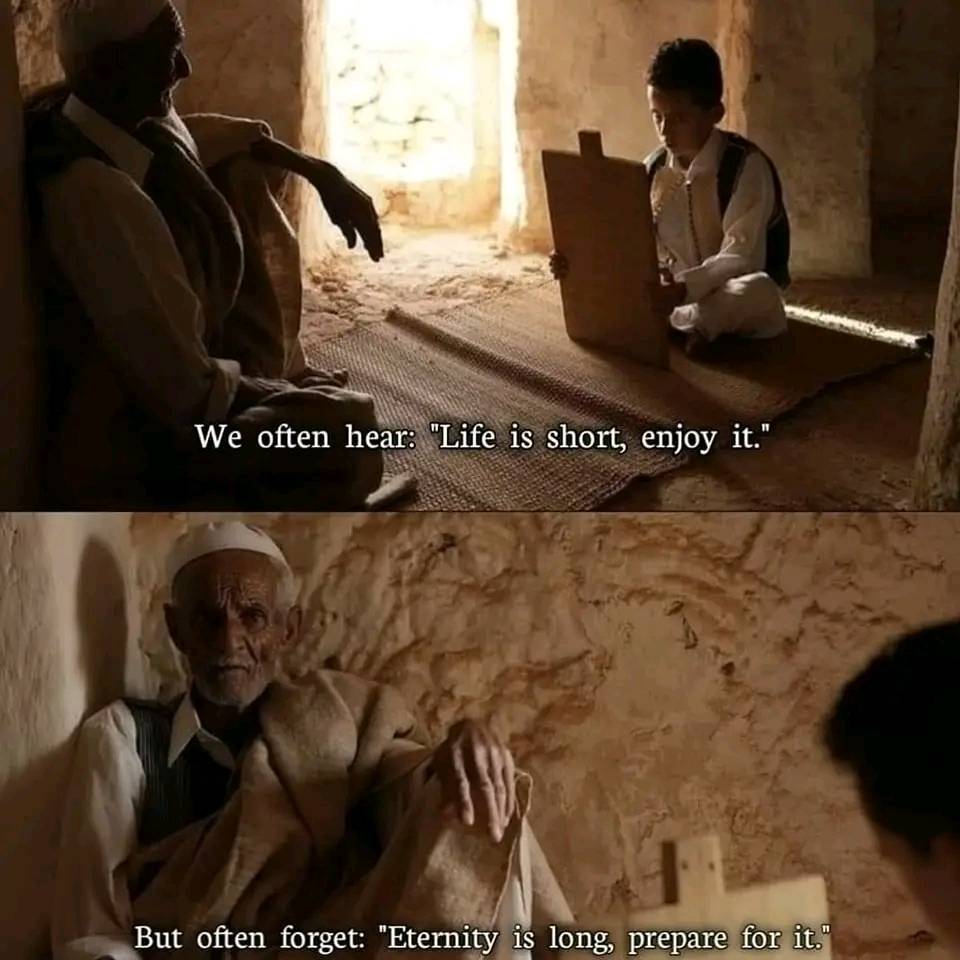 We often hear: "Life is short, enjoy it."
But often forget: "Eternity is long, prepare for it."